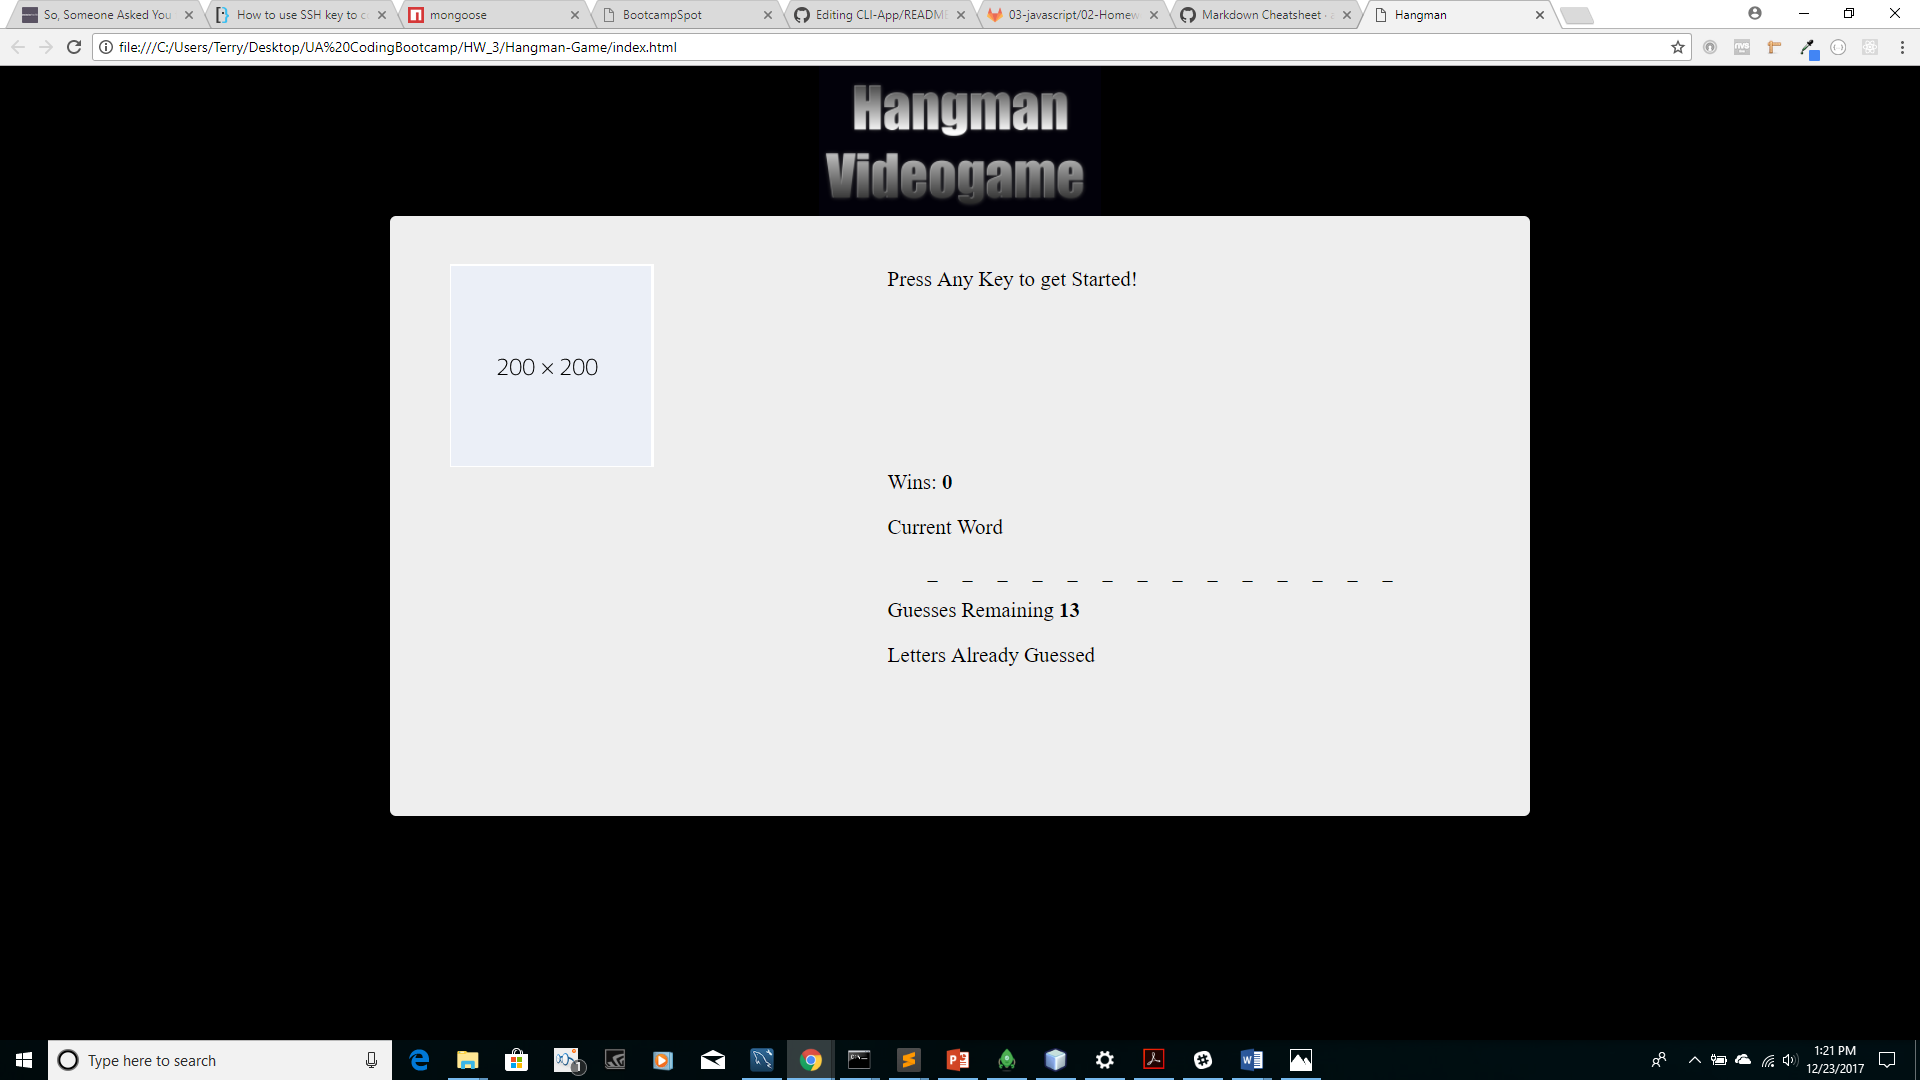 So, Someone Asked You
How to use SSH key to c
mongoose
BootcampSpot
Editing CLI-App/READM
03-javascript/02-Homew
Markdown Cheatsheet ·
Hangman
file:///C:/Users/Terry/Desktop/UA%20CodingBootcamp/HW_3/Hangman-Game/index.html
Hangman
Videogame
200 × 200
Press Any Key to get Started!
Wins: 0
Current Word
_ _ _ _ _ _ _ _ _ _ _ _ _ _
Guesses Remaining 13
Letters Already Guessed
Type here to search
1
1:21 PM
12/23/2017